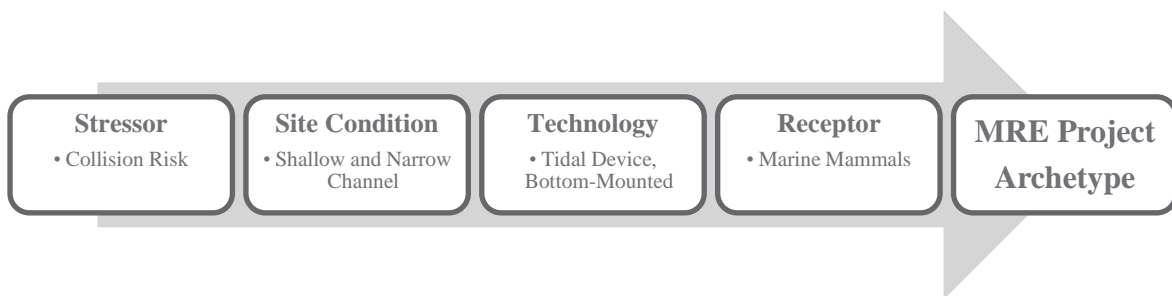 Stressor
• Collision Risk
Site Condition
• Shallow and Narrow
Channel
Technology
• Tidal Device,
Bottom-Mounted
Receptor
• Marine Mammals
MRE Project
Archetype